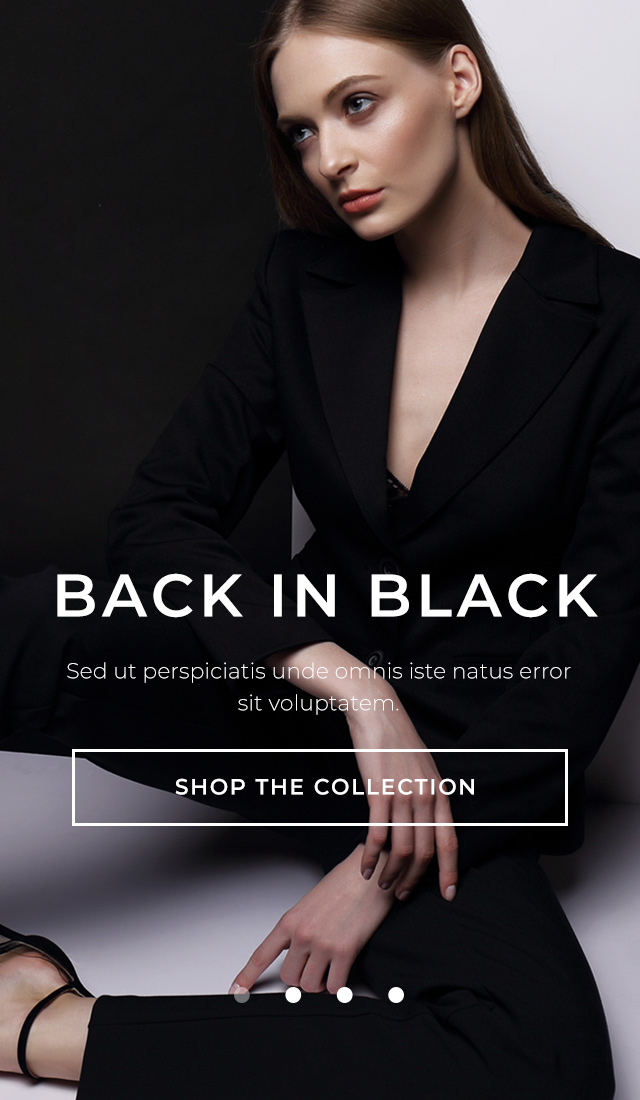 BACK IN BLACK
Sed ut perspiciatis unde omnis iste natus error
sit voluptatem.
SHOP THE COLLECTION